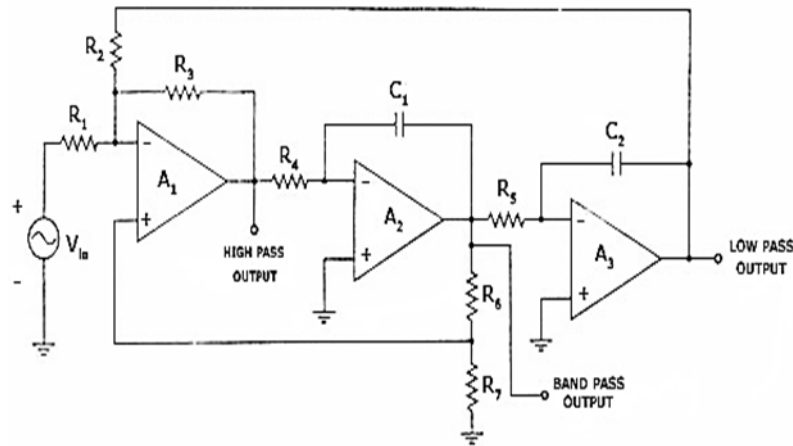 R2
R3
C1
C2
R1
-
R4
-
R5
-
A1
A2
A3
+
+
+
+
Vin
-
HIGH PASS
OUTPUT
LOW PASS
OUTPUT
R6
R7
BAND PASS
OUTPUT